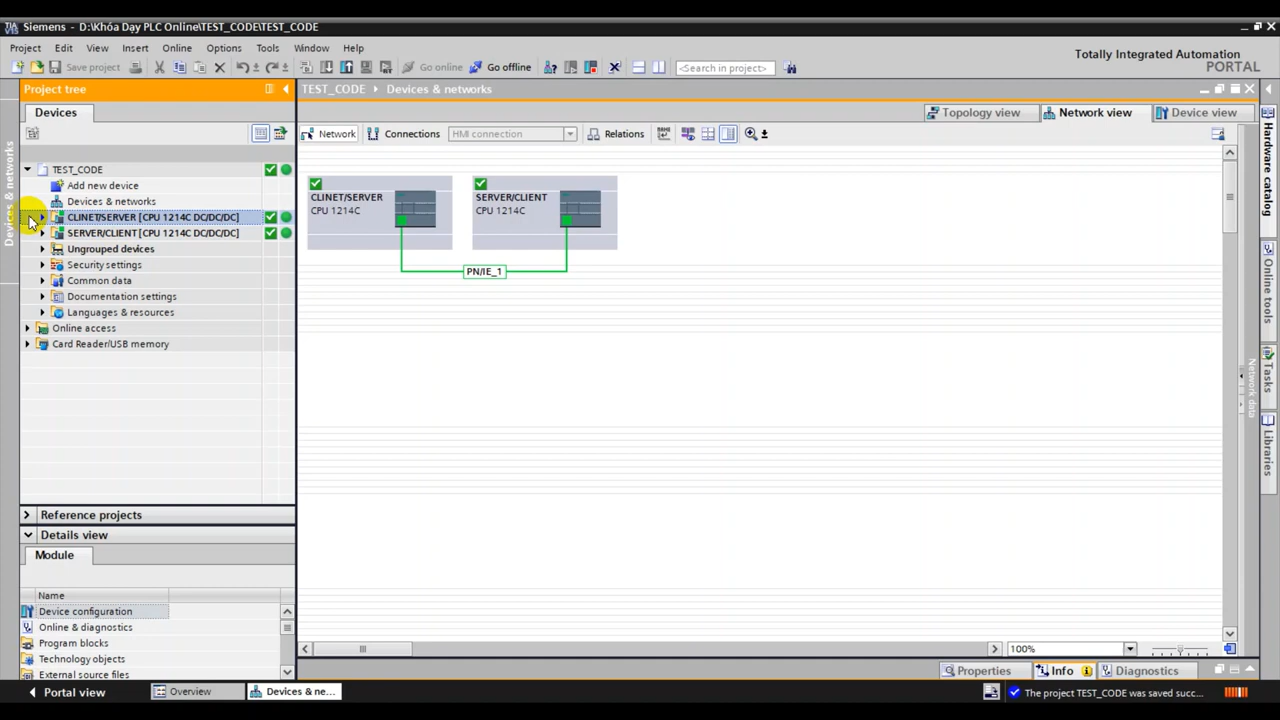 Siemens - D:\Khóa Dạy PLC Online\TEST_CODE\TEST_CODE
Project Edit View Insert Online Options Tools Window Help
Totally Integrated Automation
PORTAL
Save project Go online Go offline <Search in project>
Project tree
TEST_CODE Devices & networks
Devices
Topology view Network view Device view
Network Connections HMI connection Relations
100%
TEST_CODE
Add new device
Devices & networks
CLINET/SERVER [CPU 1214C DC/DC/DC]
SERVER/CLIENT [CPU 1214C DC/DC/DC]
Ungrouped devices
Security settings
Common data
Documentation settings
Languages & resources
Online access
Card Reader/USB memory
CLINET/SERVER
CPU 1214C
SERVER/CLIENT
CPU 1214C
PN/IE_1
Reference projects
Details view
Module
Name
Device configuration
Online & diagnostics
Program blocks
Technology objects
External source files
Devices & networks
Hardware catalog
Online tools
Tasks
Libraries
Network data
Properties Info Diagnostics
Portal view Overview Devices & ne... The project TEST_CODE was saved succ...